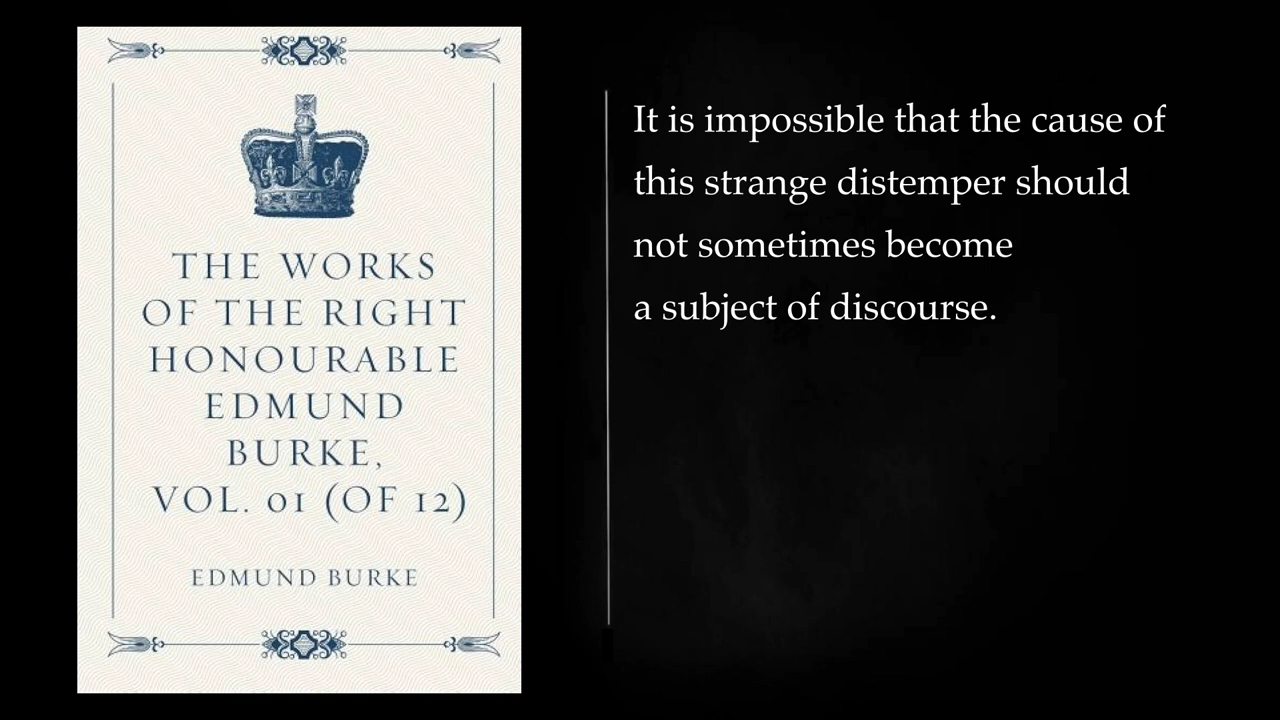 THE WORKS
OF THE RIGHT
HONOURABLE
EDMUND
BURKE,
VOL. 01 (OF 12)
EDMUND BURKE
It is impossible that the cause of
this strange distemper should
not sometimes become
a subject of discourse.